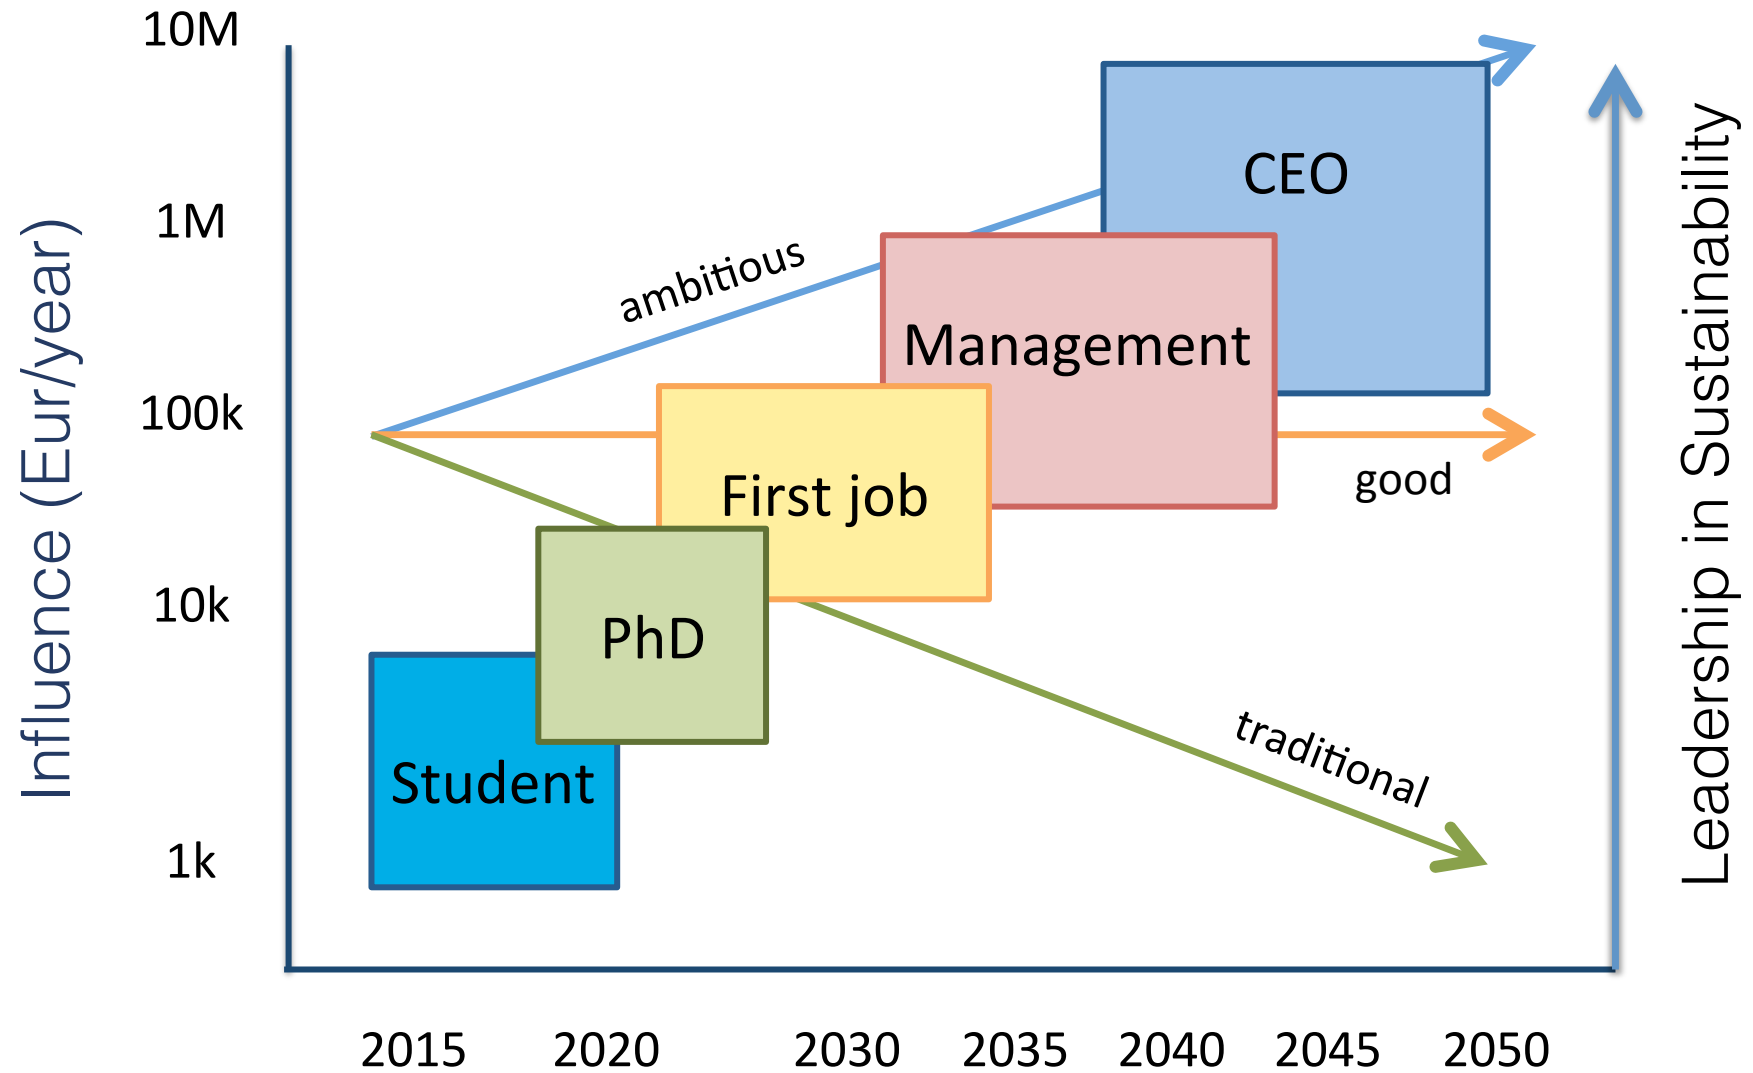 10M
1M
100k
10k
1k
Influence (Eur/year)
ambitious
CEO
Management
good
First job
PhD
traditional
Student
Leadership in Sustainability
2015 2020 2030 2035 2040 2045 2050